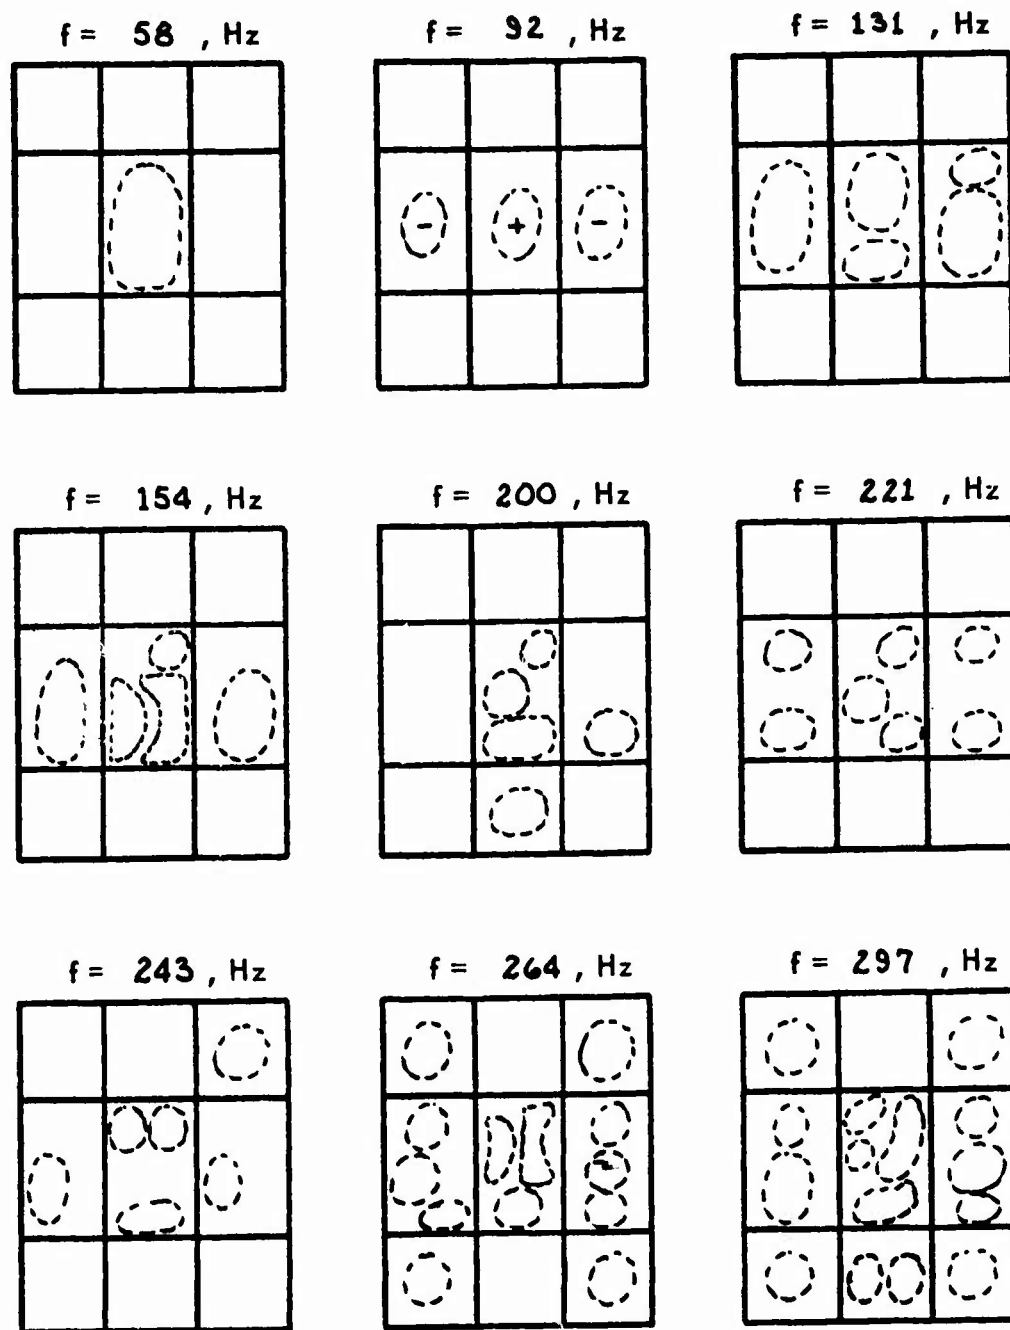 f = 58 , Hz
f = 92 , Hz
f = 131 , Hz
- + -
f = 154 , Hz
f = 200 , Hz
f = 221 , Hz
f = 243 , Hz
f = 264 , Hz
f = 297 , Hz